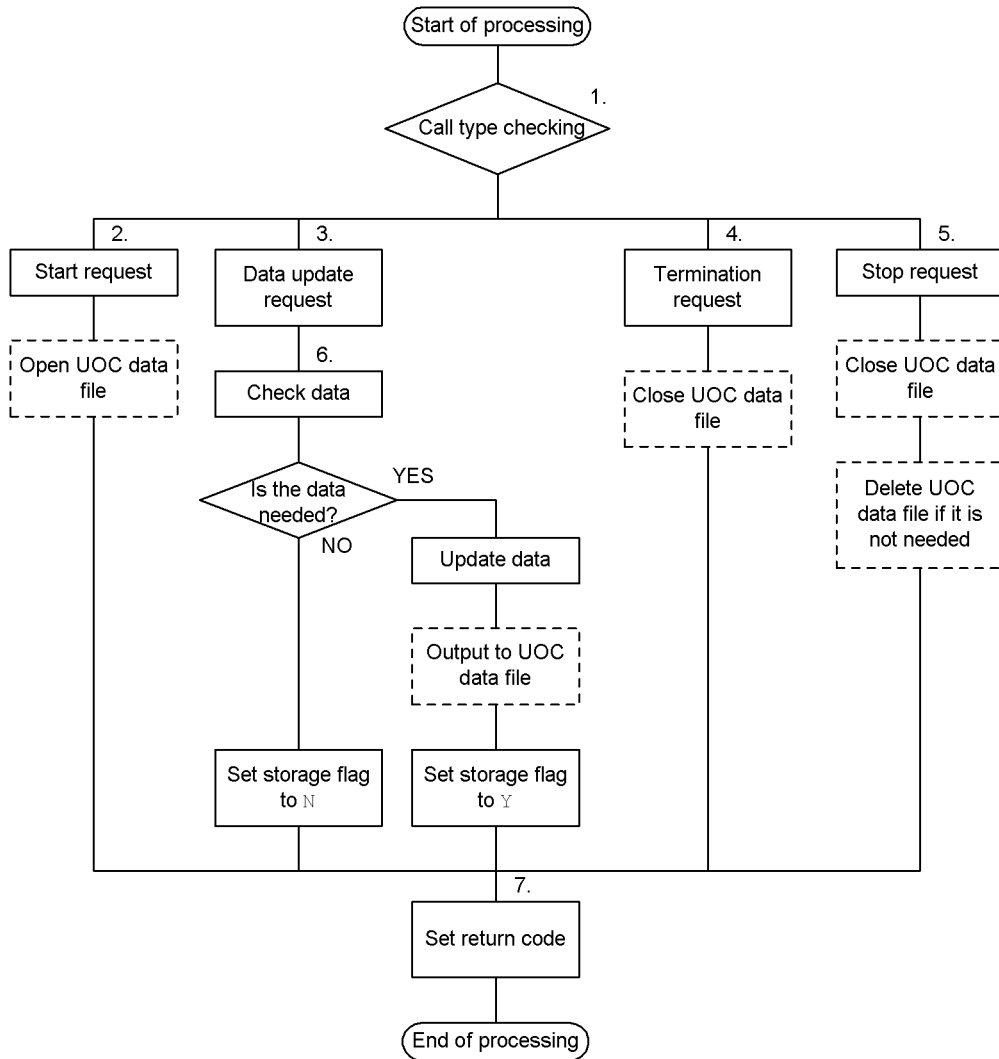 Start of processing
1.
Call type checking
2.
Start request
Open UOC data
file
3.
Data update
request
6.
Check data
Is the data
needed?
YES
NO
Update data
Output to UOC
data file
Set storage flag
to N
Set storage flag
to Y
4.
Termination
request
Close UOC data
file
5.
Stop request
Close UOC data
file
Delete UOC
data file if it is
not needed
7.
Set return code
End of processing